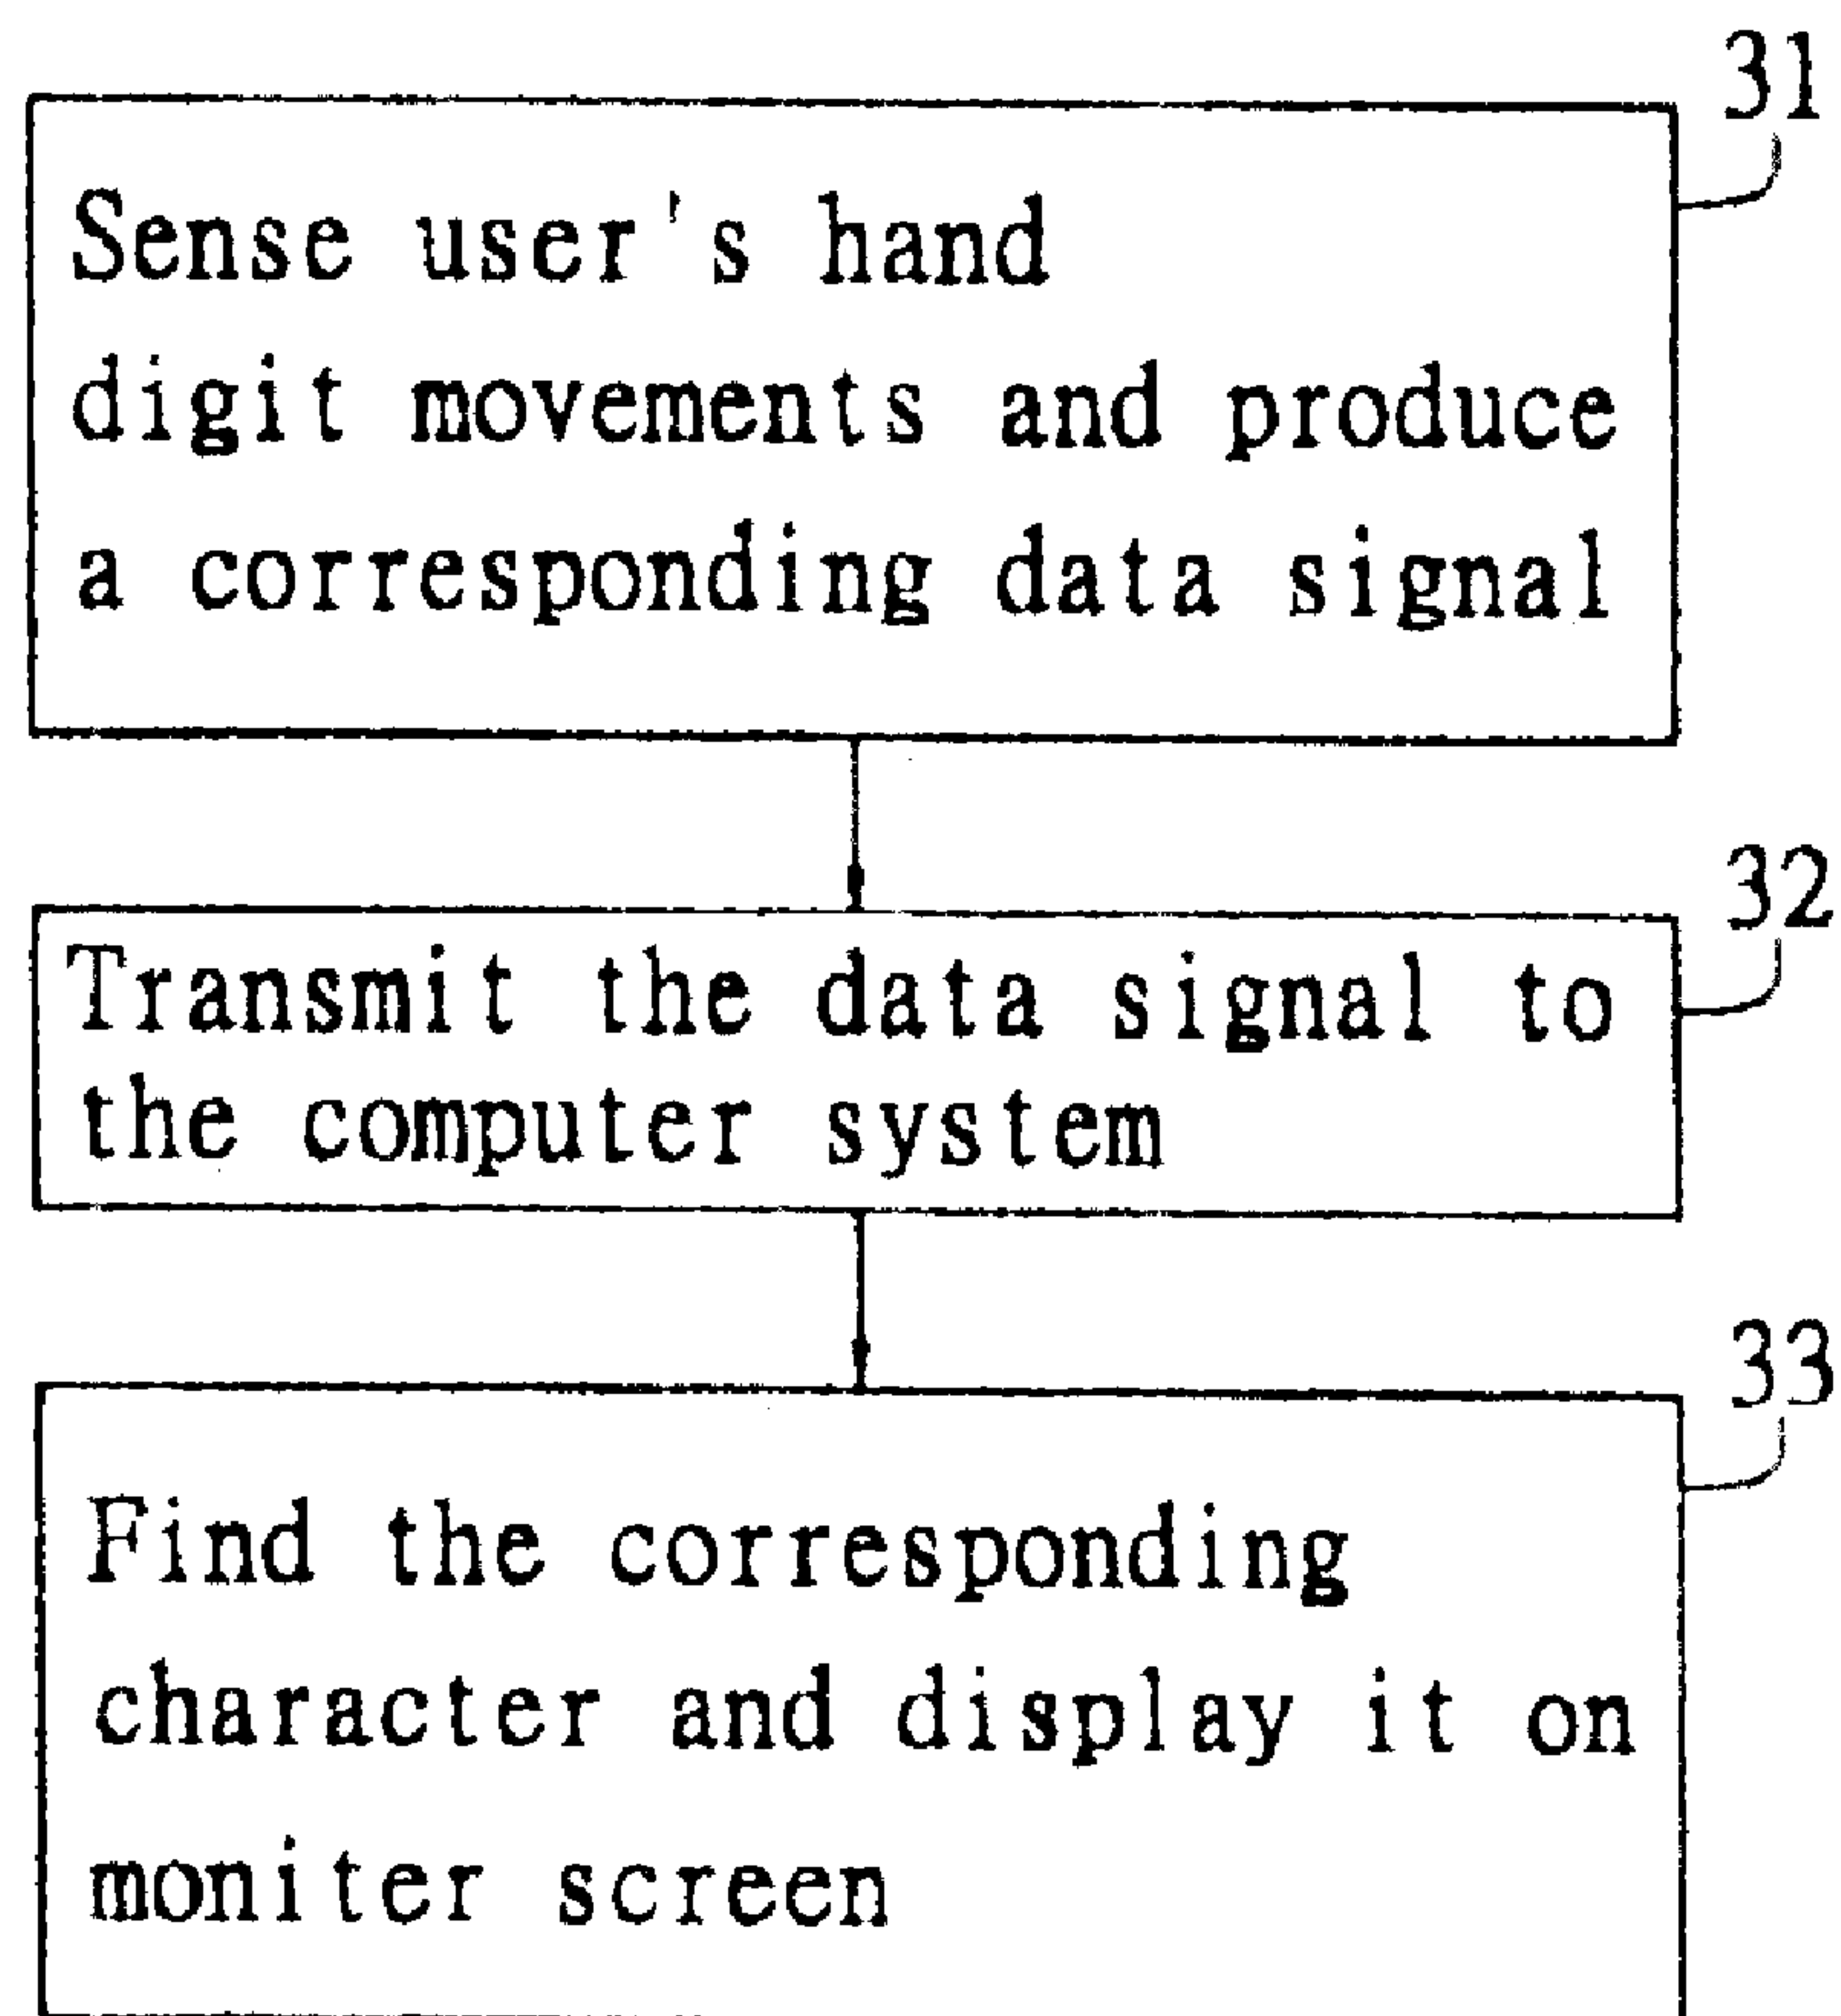 31
Sense user's hand
digit movements and produce
a corresponding data signal
32
Transmit the data signal to
the computer system
33
Find the corresponding
character and display it on
moniter screen